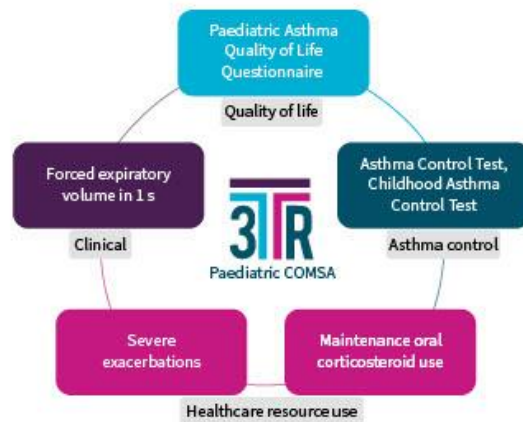 Paediatric Asthma
Quality of Life
Questionnaire
Quality of life
Forced expiratory
volume in 1 s
Clinical
Asthma Control Test,
Childhood Asthma
Control Test
Asthma control
3TR
Paediatric COMSA
Severe
exacerbations
Maintenance oral
corticosteroid use
Healthcare resource use